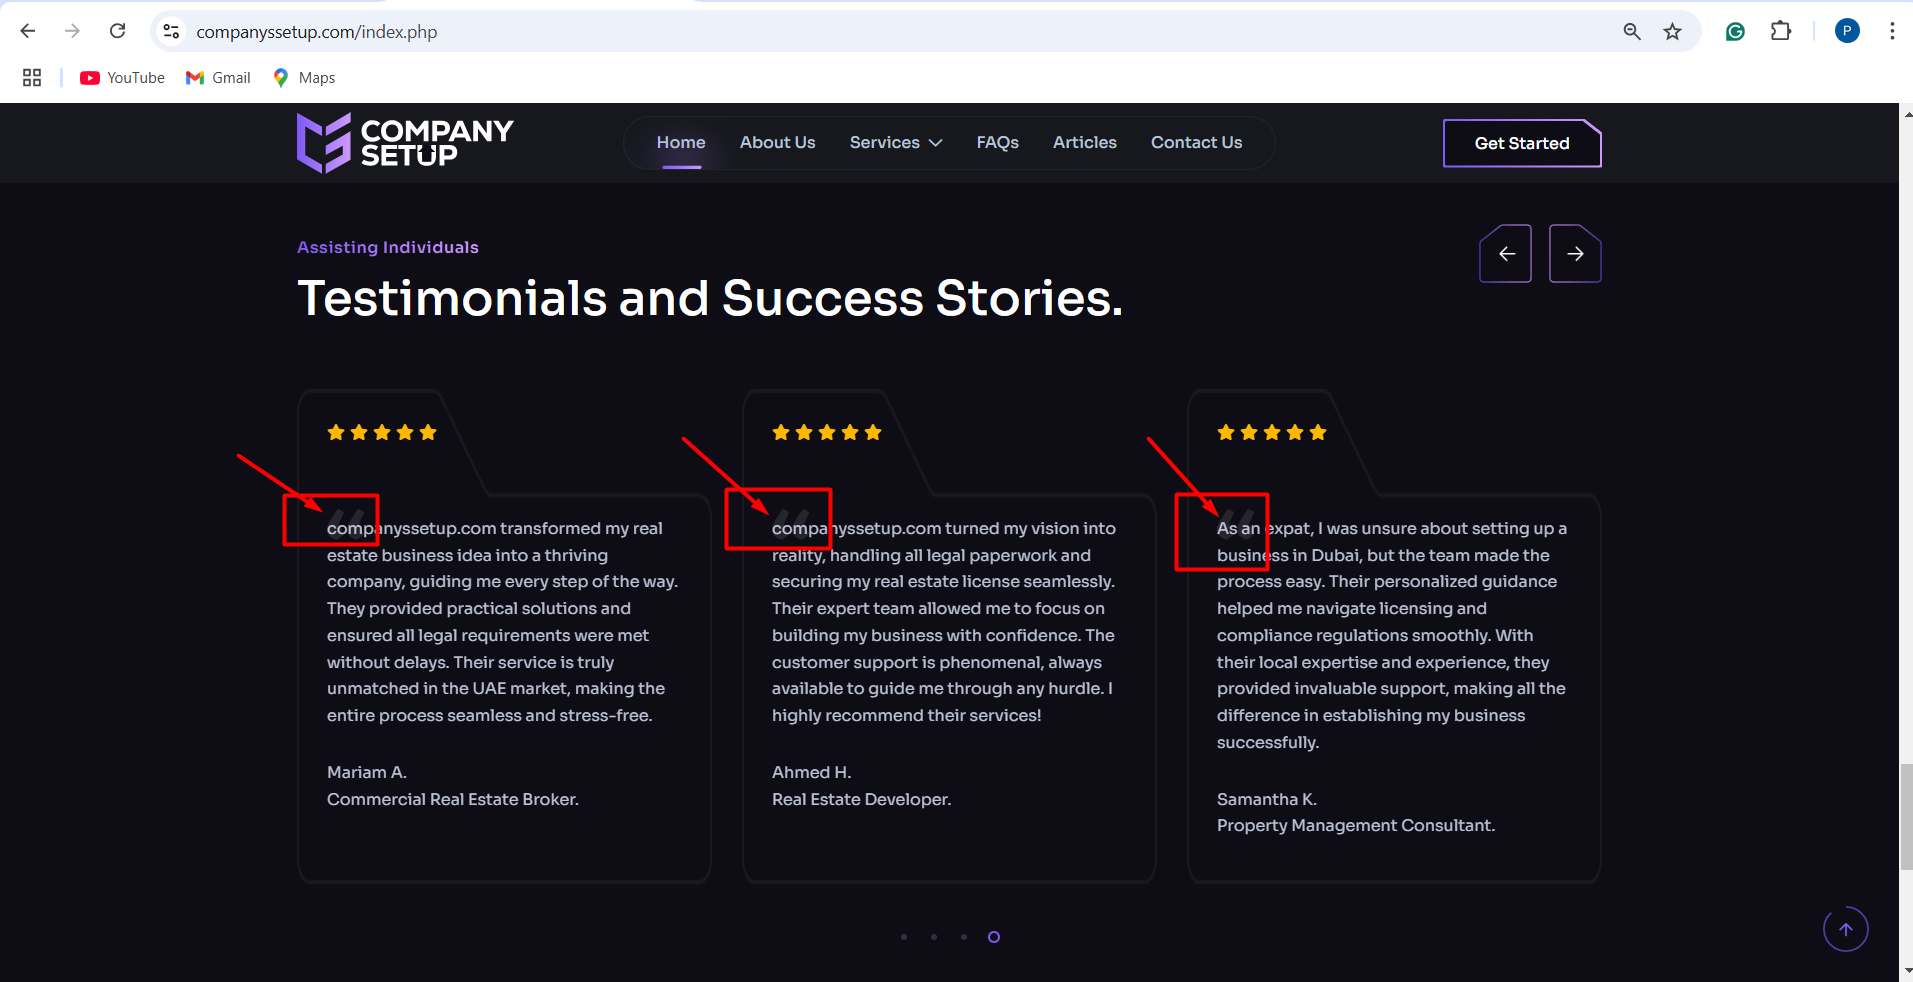 companyssetup.com/index.php
P
YouTube
Gmail
Maps
COMPANY
SETUP
Home
About Us
Services
FAQs
Articles
Contact Us
Get Started
Assisting Individuals
Testimonials and Success Stories.
companyssetup.com transformed my real
estate business idea into a thriving
company, guiding me every step of the way.
They provided practical solutions and
ensured all legal requirements were met
without delays. Their service is truly
unmatched in the UAE market, making the
entire process seamless and stress-free.
Mariam A.
Commercial Real Estate Broker.
companyssetup.com turned my vision into
reality, handling all legal paperwork and
securing my real estate license seamlessly.
Their expert team allowed me to focus on
building my business with confidence. The
customer support is phenomenal, always
available to guide me through any hurdle. I
highly recommend their services!
Ahmed H.
Real Estate Developer.
As an expat, I was unsure about setting up a
business in Dubai, but the team made the
process easy. Their personalized guidance
helped me navigate licensing and
compliance regulations smoothly. With
their local expertise and experience, they
provided invaluable support, making all the
difference in establishing my business
successfully.
Samantha K.
Property Management Consultant.